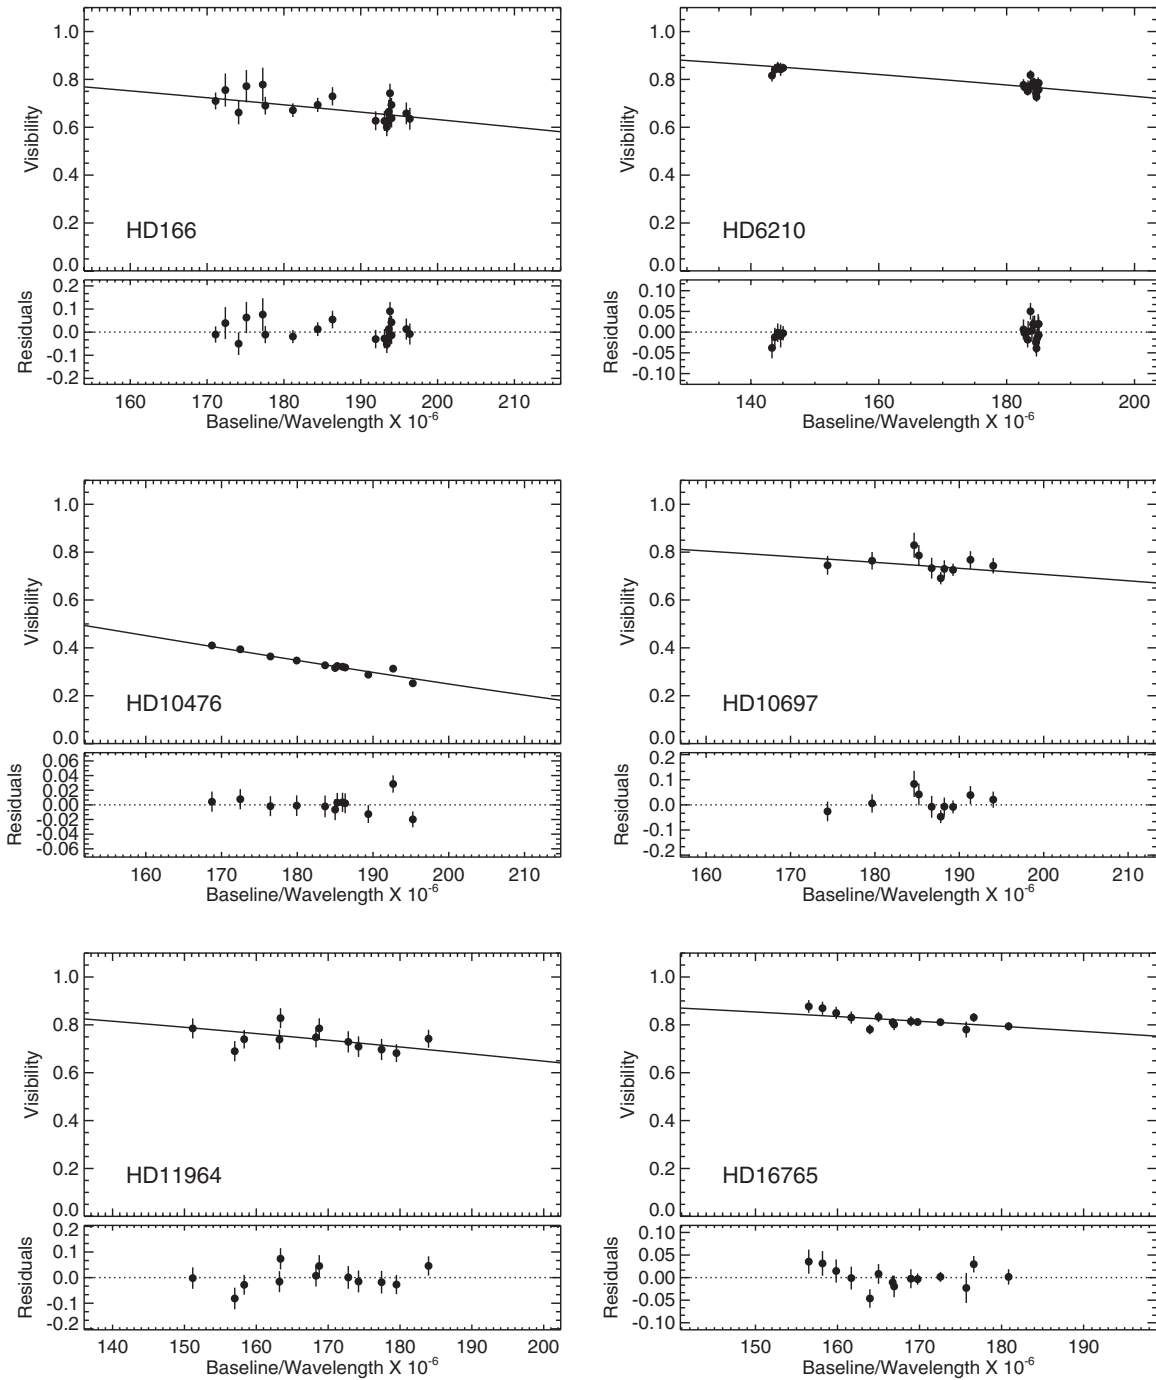 1.0
0.8
0.6
0.4
0.2
0.0
Visibility
HD166
0.2
0.1
0.0
-0.1
-0.2
Residuals
160 170 180 190 200 210
Baseline/Wavelength X 10-6
1.0
0.8
0.6
0.4
0.2
0.0
Visibility
HD6210
0.10
0.05
0.00
-0.05
-0.10
Residuals
140 160 180 200
Baseline/Wavelength X 10-6
1.0
0.8
0.6
0.4
0.2
0.0
Visibility
HD10476
0.06
0.04
0.02
0.00
-0.02
-0.04
-0.06
Residuals
160 170 180 190 200 210
Baseline/Wavelength X 10-6
1.0
0.8
0.6
0.4
0.2
0.0
Visibility
HD10697
0.2
0.1
0.0
-0.1
-0.2
Residuals
160 170 180 190 200 210
Baseline/Wavelength X 10-6
1.0
0.8
0.6
0.4
0.2
0.0
Visibility
HD11964
0.2
0.1
0.0
-0.1
-0.2
Residuals
140 150 160 170 180 190 200
Baseline/Wavelength X 10-6
1.0
0.8
0.6
0.4
0.2
0.0
Visibility
HD16765
0.10
0.05
0.00
-0.05
-0.10
Residuals
150 160 170 180 190
Baseline/Wavelength X 10-6